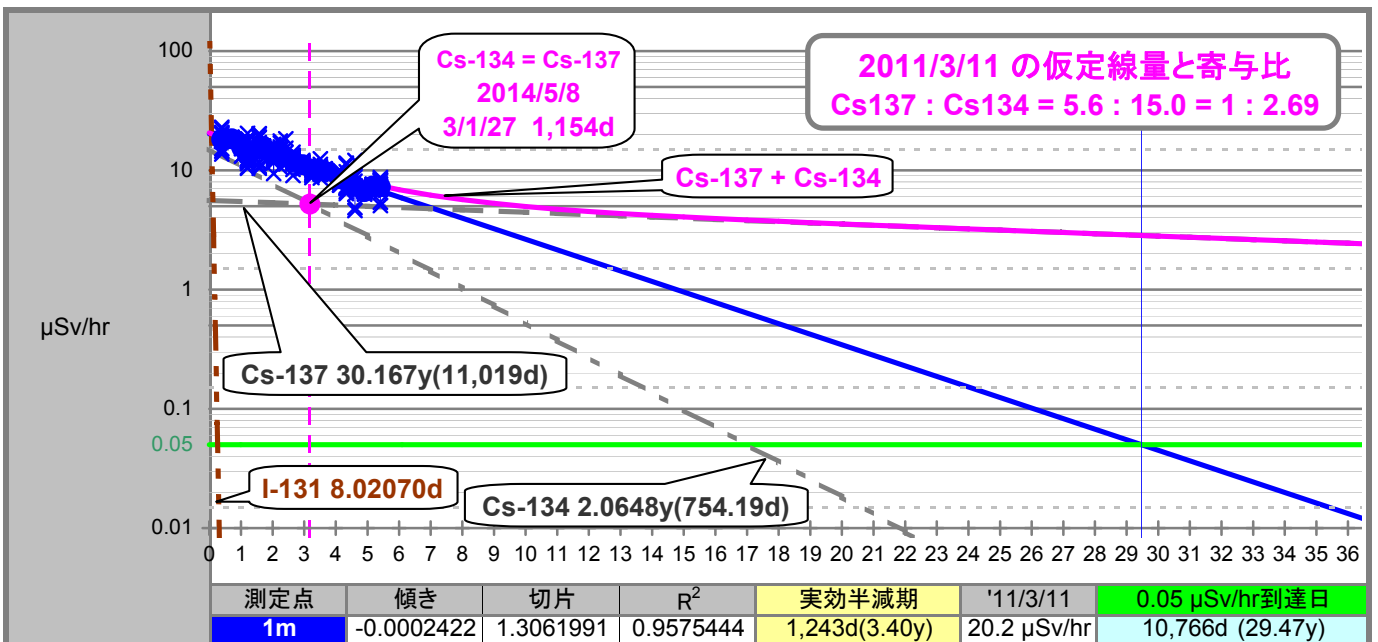 2011/3/11 の仮定線量と寄与比
Cs137 : Cs134 = 5.6 : 15.0 = 1 : 2.69
Cs-134 = Cs-137
2014/5/8
3/1/27 1,154d
Cs-137 + Cs-134
100
10
1
0.1
0.05
0.01
μSv/hr
Cs-137 30.167y(11,019d)
I-131 8.02070d
Cs-134 2.0648y(754.19d)
0 1 2 3 4 5 6 7 8 9 10 11 12 13 14 15 16 17 18 19 20 21 22 23 24 25 26 27 28 29 30 31 32 33 34 35 36
測定点 傾き 切片 R² 実効半減期 '11/3/11 0.05 μSv/hr到達日
1m -0.0002422 1.3061991 0.9575444 1,243d(3.40y) 20.2 μSv/hr 10,766d (29.47y)